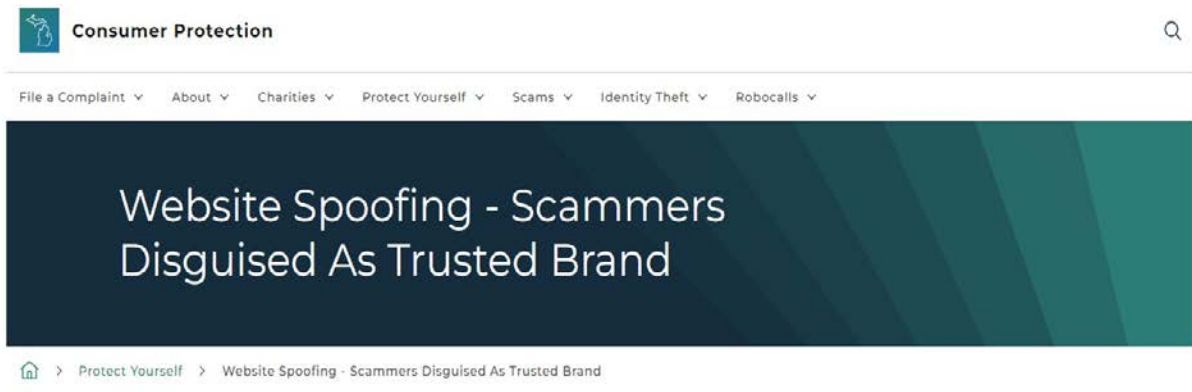 Consumer Protection
File a Complaint About Charities Protect Yourself Scams Identity Theft Robocalls
Website Spoofing - Scammers
Disguised As Trusted Brand
> Protect Yourself > Website Spoofing - Scammers Disguised As Trusted Brand